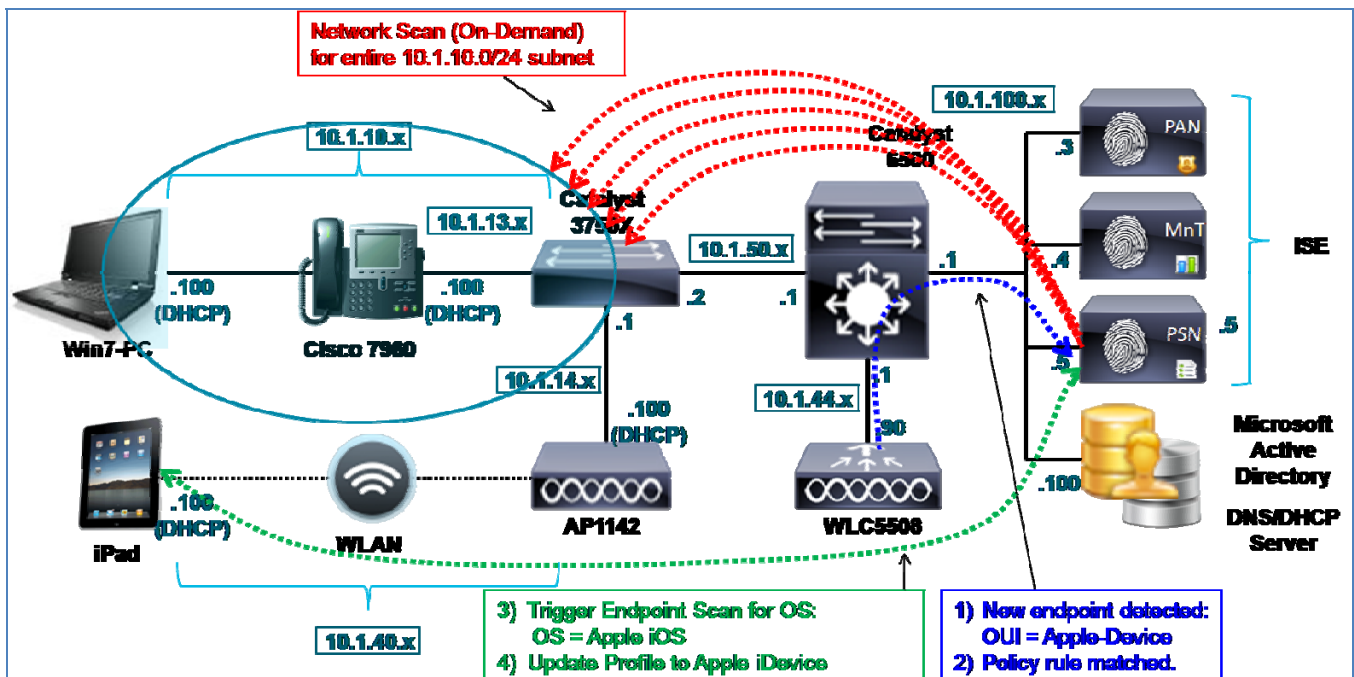 Network Scan (On-Demand)
for entire 10.1.10.0/24 subnet
10.1.100.x
Catalyst
6500
PAN
.3
10.1.10.x
Catalyst
3750X
10.1.13.x
10.1.50.x
.1
MnT
.4
ISE
.100
(DHCP)
.100
(DHCP)
.2
.1
PSN
.5
.5
Win7-PC
Cisco 7960
.1
10.1.14.x
.1
10.1.44.x
.100
(DHCP)
.90
Microsoft
Active
Directory
.100
.100
(DHCP)
DNS/DHCP
Server
iPad
WLAN
AP1142
WLC5508
10.1.40.x
3) Trigger Endpoint Scan for OS:
OS = Apple iOS
4) Update Profile to Apple iDevice
1) New endpoint detected:
OUI = Apple-Device
2) Policy rule matched.